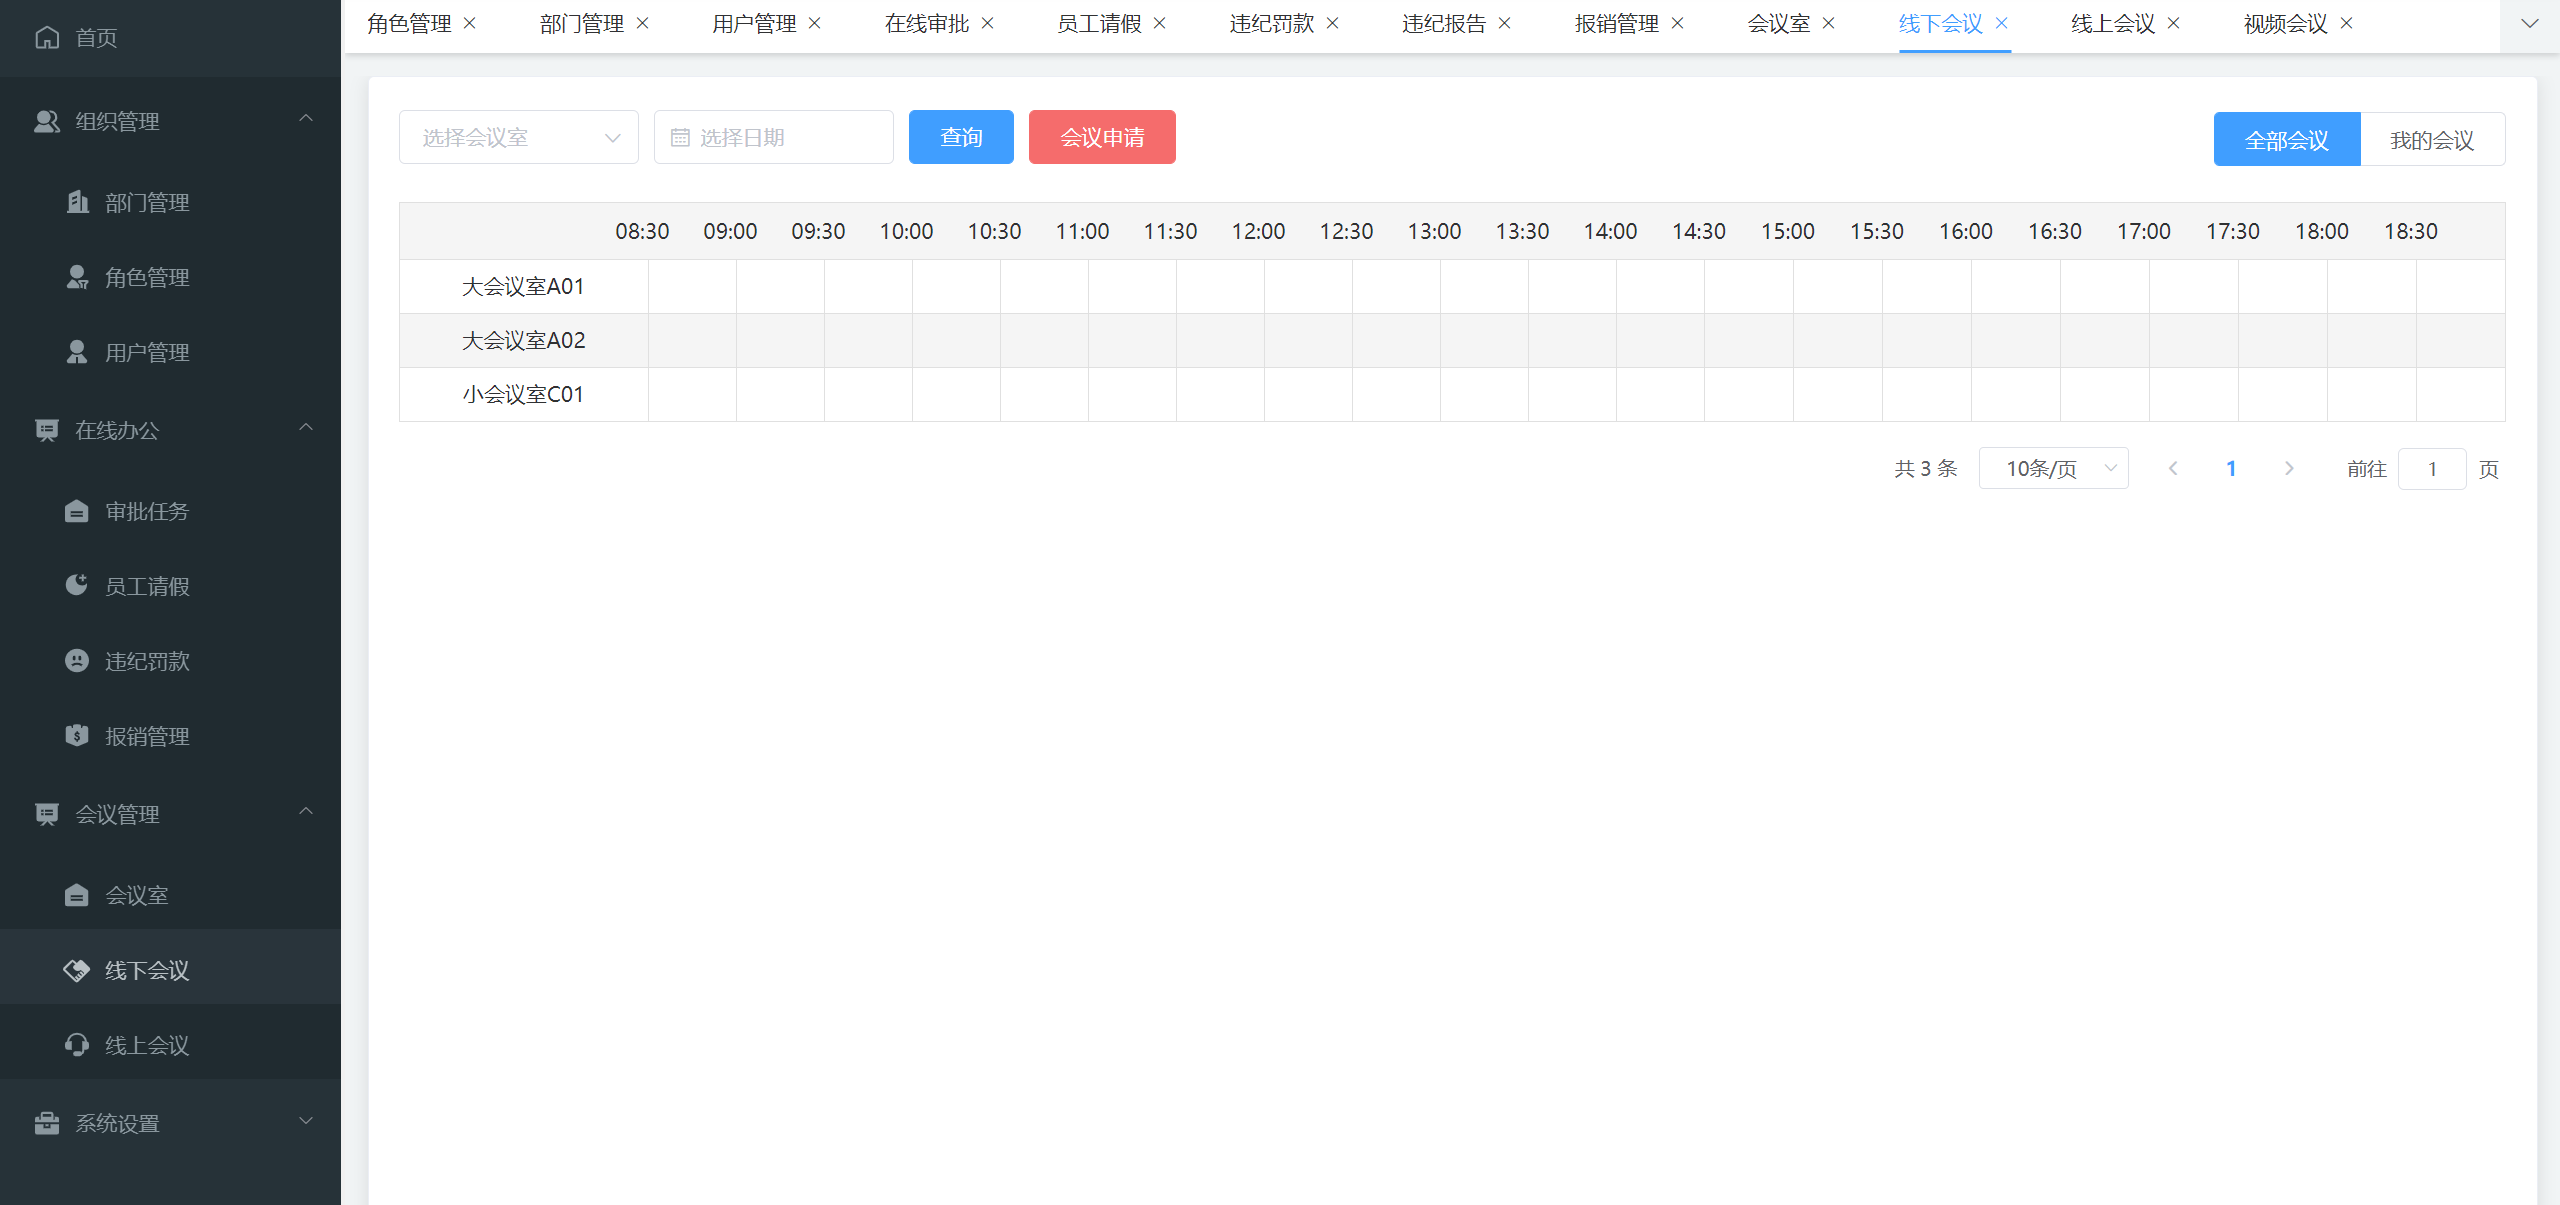 首页
组织管理
部门管理
角色管理
用户管理
在线办公
审批任务
员工请假
违纪罚款
报销管理
会议管理
会议室
线下会议
线上会议
系统设置
角色管理 部门管理 用户管理 在线审批 员工请假 违纪罚款 违纪报告 报销管理 会议室 线下会议 线上会议 视频会议
选择会议室 选择日期 查询 会议申请 全部会议 我的会议
08:30 09:00 09:30 10:00 10:30 11:00 11:30 12:00 12:30 13:00 13:30 14:00 14:30 15:00 15:30 16:00 16:30 17:00 17:30 18:00 18:30
大会议室A01
大会议室A02
小会议室C01
共 3 条 10条/页 1 前往 1 页